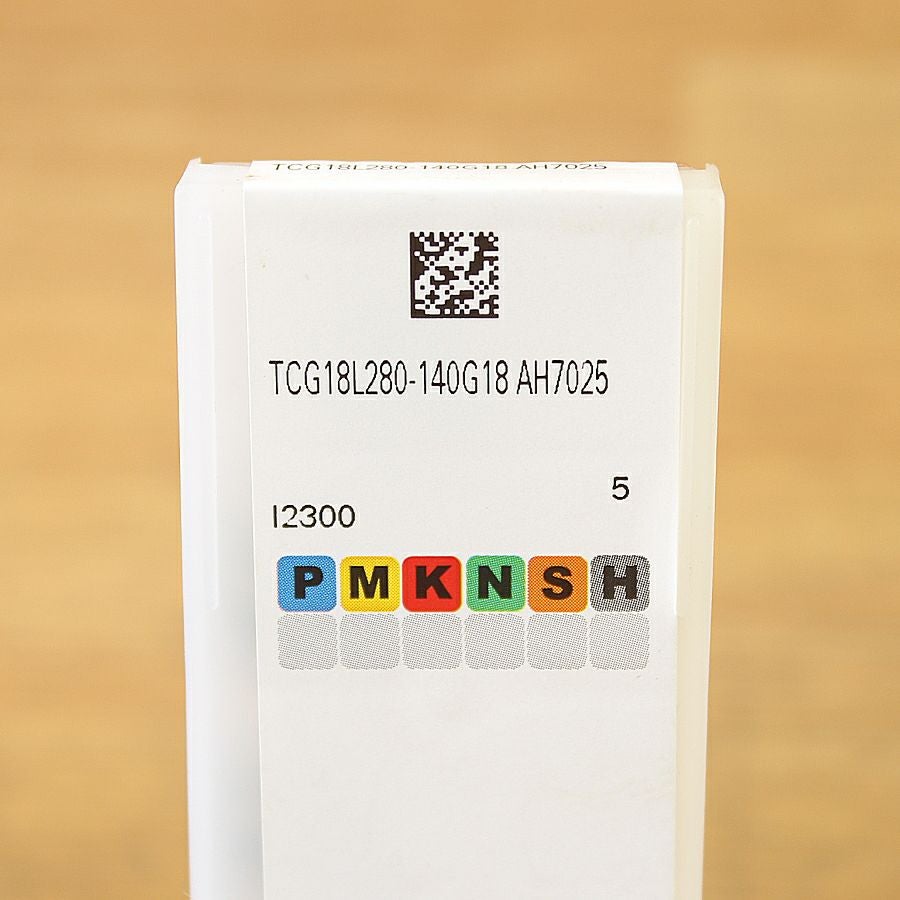 TCG18L280-140G18 AH7025
TCG18L280-140G18 AH7025
5
I2300
P M K N S H